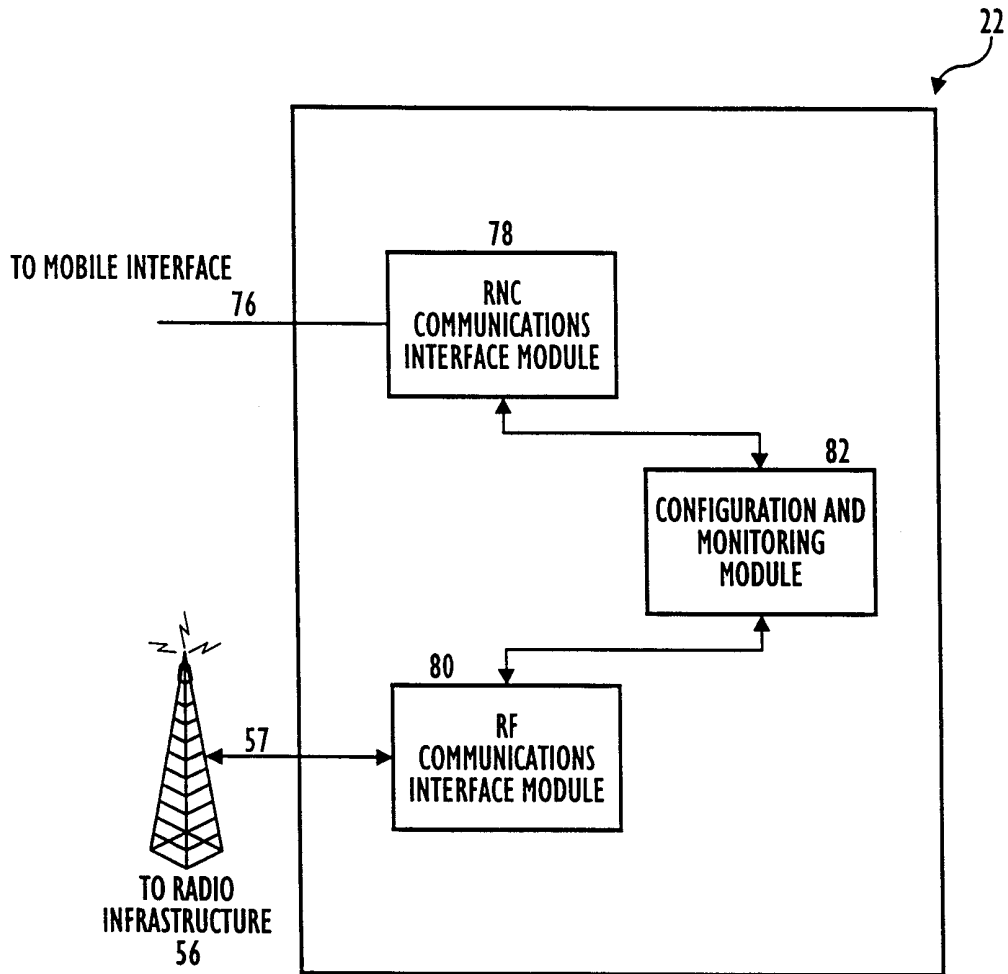 22
78
TO MOBILE INTERFACE
76
RNC
COMMUNICATIONS
INTERFACE MODULE
82
CONFIGURATION AND
MONITORING
MODULE
80
57
RF
COMMUNICATIONS
INTERFACE MODULE
TO RADIO
INFRASTRUCTURE
56